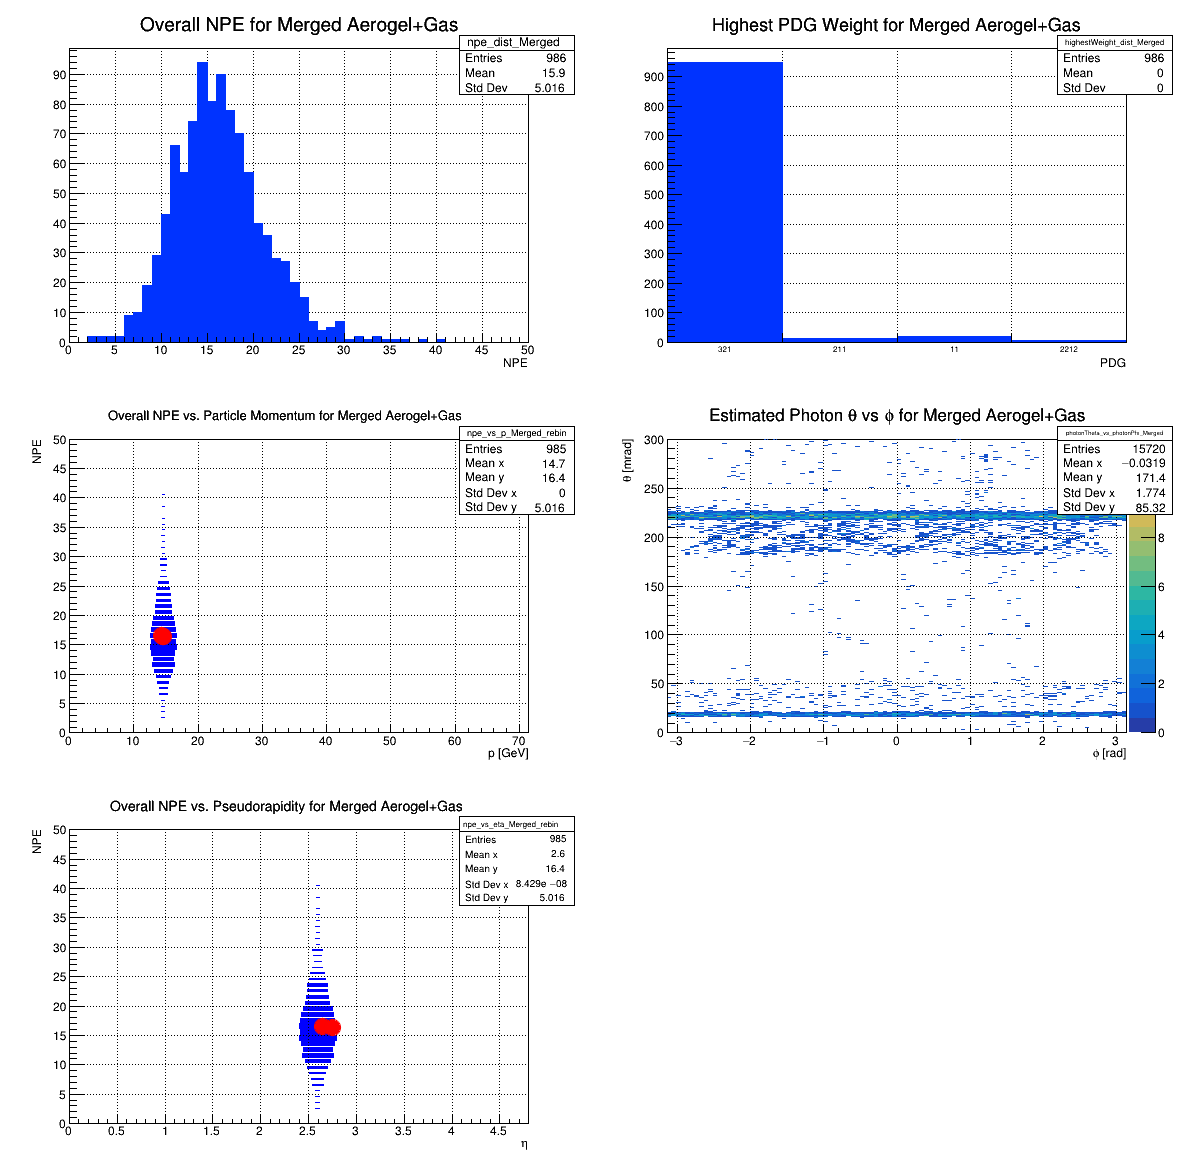 Overall NPE for Merged Aerogel+Gas
npe_dist_Merged
Entries 986
Mean 15.9
Std Dev 5.016
90
80
70
60
50
40
30
20
10
0
0 5 10 15 20 25 30 35 40 45 50
NPE
Highest PDG Weight for Merged Aerogel+Gas
highestWeight_dist_Merged
Entries 986
Mean 0
Std Dev 0
900
800
700
600
500
400
300
200
100
0
321 211 11 2212
PDG
Overall NPE vs. Particle Momentum for Merged Aerogel+Gas
npe_vs_p_Merged_rebin
Entries 985
Mean x 14.7
Mean y 16.4
Std Dev x 0
Std Dev y 5.016
NPE
50
45
40
35
30
25
20
15
10
5
0
0 10 20 30 40 50 60 70
p [GeV]
Estimated Photon θ vs ϕ for Merged Aerogel+Gas
photonTheta_vs_photonPhi_Merged
Entries 15720
Mean x −0.0319
Mean y 171.4
Std Dev x 1.774
Std Dev y 85.32
θ [mrad]
300
250
200
150
100
50
0
−3 −2 −1 0 1 2 3
ϕ [rad]
8
6
4
2
0
Overall NPE vs. Pseudorapidity for Merged Aerogel+Gas
npe_vs_eta_Merged_rebin
Entries 985
Mean x 2.6
Mean y 16.4
Std Dev x 8.429e −08
Std Dev y 5.016
NPE
50
45
40
35
30
25
20
15
10
5
0
0 0.5 1 1.5 2 2.5 3 3.5 4 4.5
η